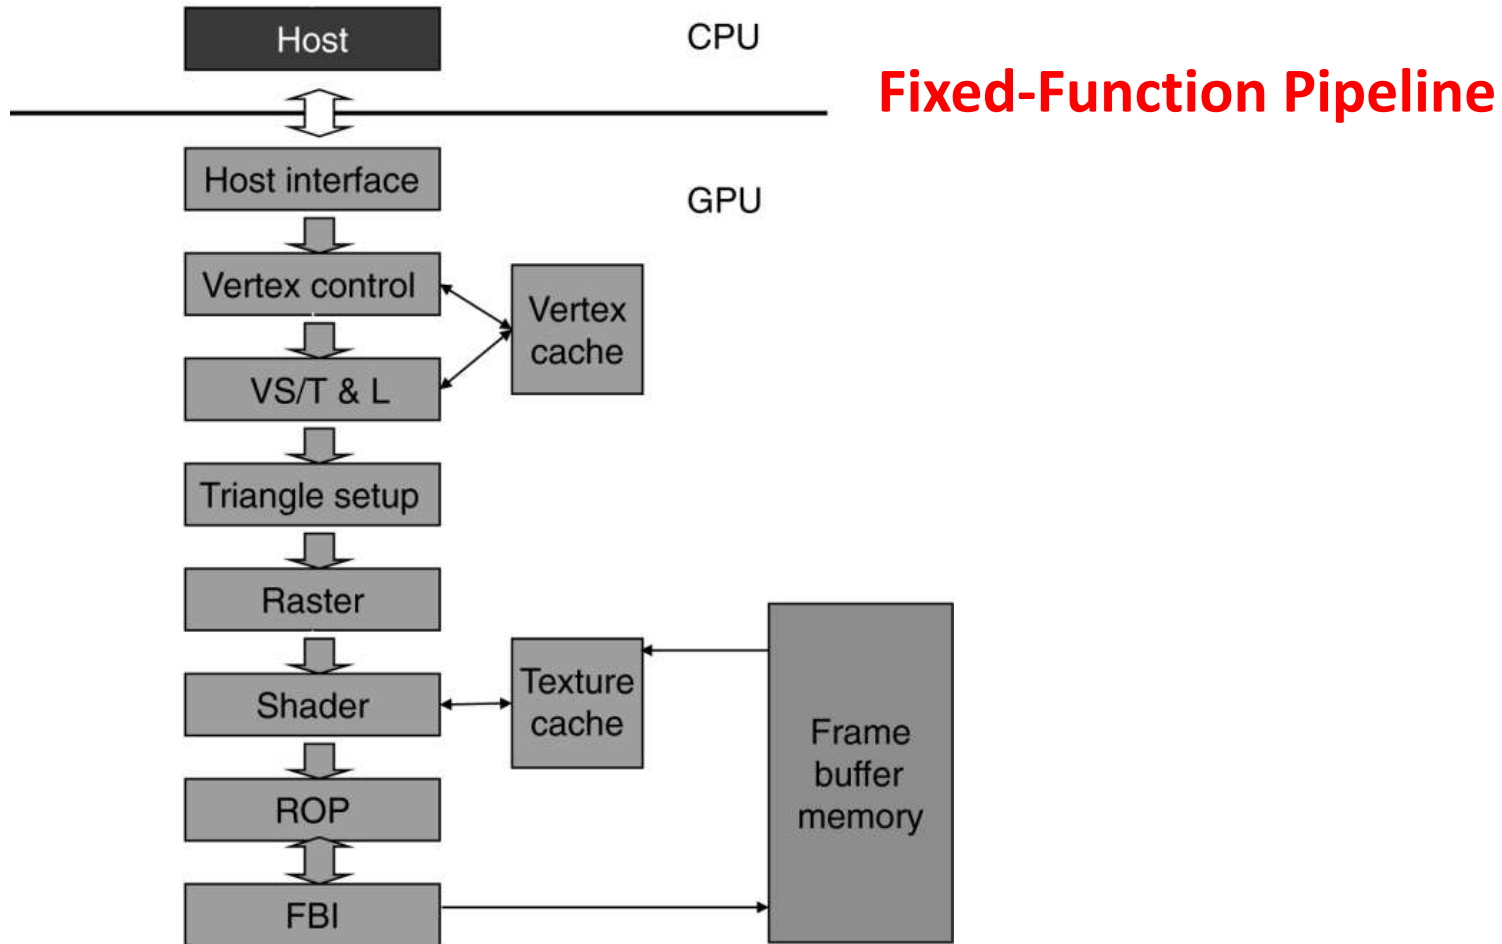 Host
CPU
Fixed-Function Pipeline
Host interface
GPU
Vertex control
Vertex
cache
VS/T & L
Triangle setup
Raster
Shader
Texture
cache
Frame
buffer
memory
ROP
FBI